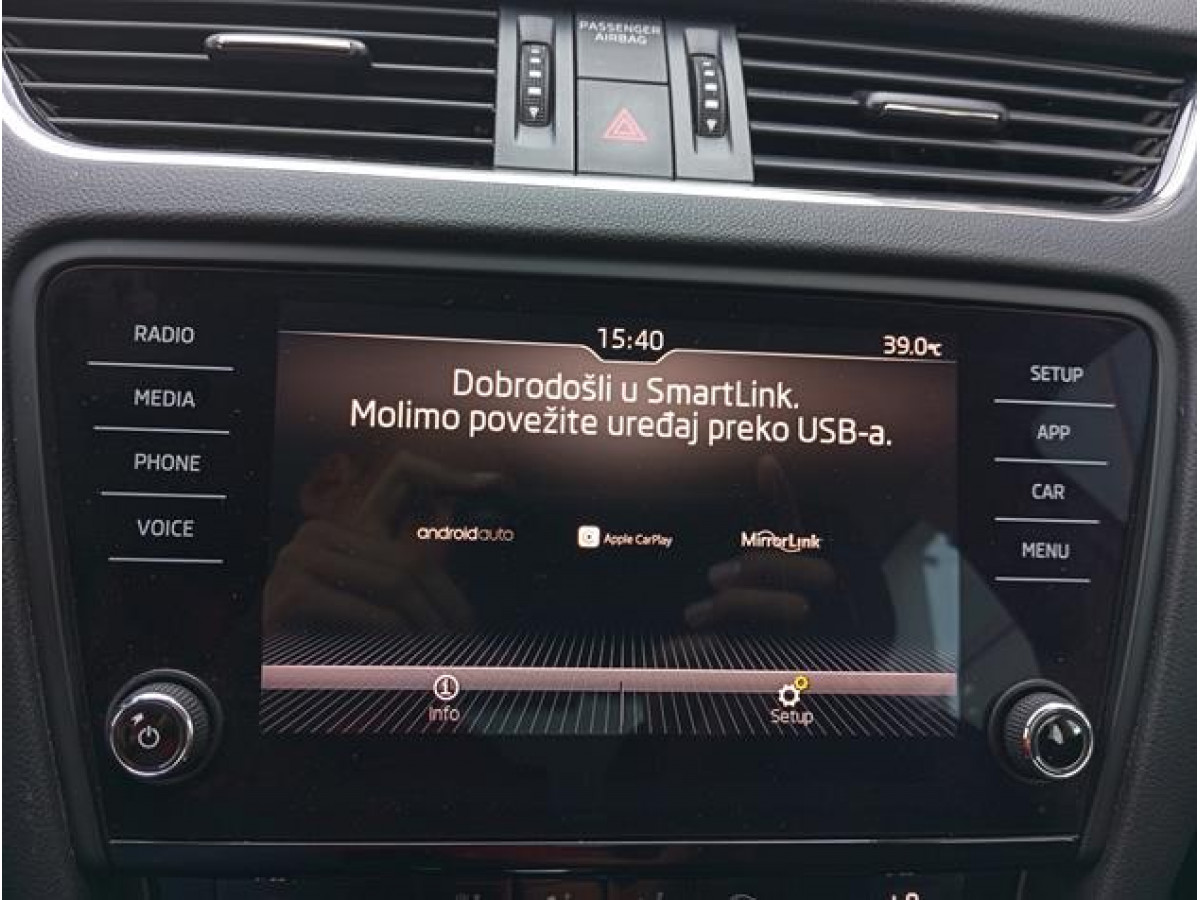 PASSENGER
AIRBAG
15:40
39.0°C
RADIO
MEDIA
PHONE
VOICE
Dobrodošli u SmartLink.
Molimo povežite uređaj preko USB-a.
androidauto
Apple CarPlay
MirrorLink
Info
Setup
SETUP
APP
CAR
MENU